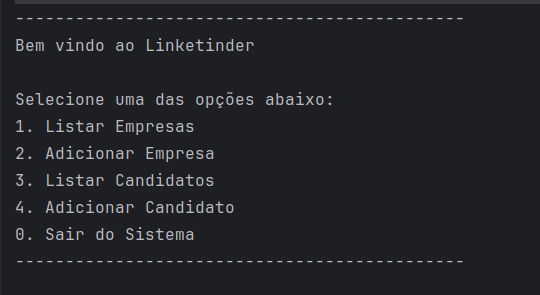 ---------------------------------------------
Bem vindo ao Linketinder
Selecione uma das opções abaixo:
1. Listar Empresas
2. Adicionar Empresa
3. Listar Candidatos
4. Adicionar Candidato
0. Sair do Sistema
---------------------------------------------